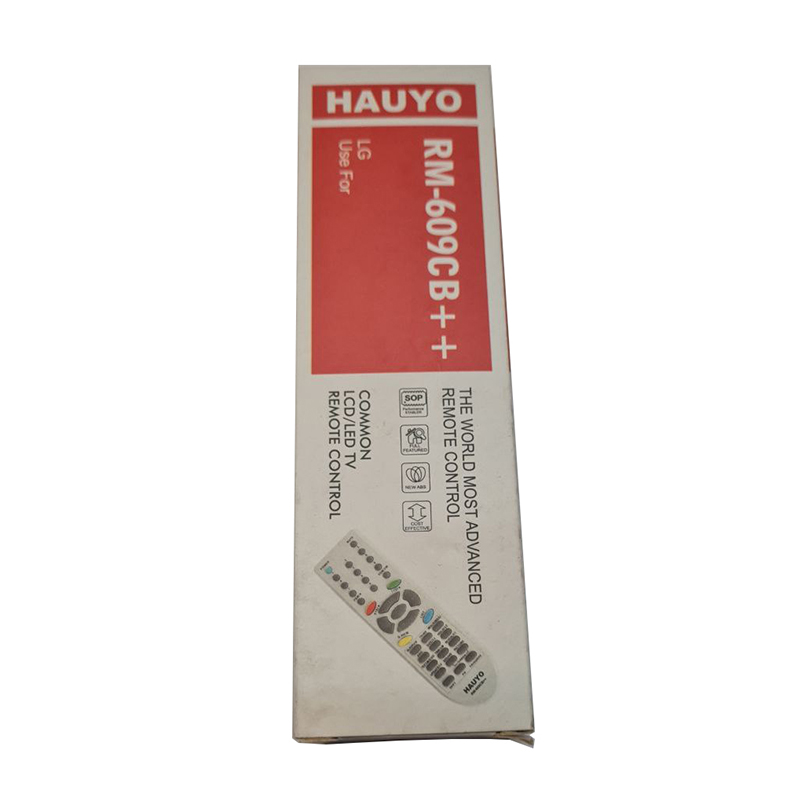 HAUYO
RM-609CB++
Use For
LG
THE WORLD MOST ADVANCED
REMOTE CONTROL
SOP
FULL
FEATURED
NEW ABS
COST
EFFECTIVE
COMMON
LCD/LED TV
REMOTE CONTROL
HAUYO